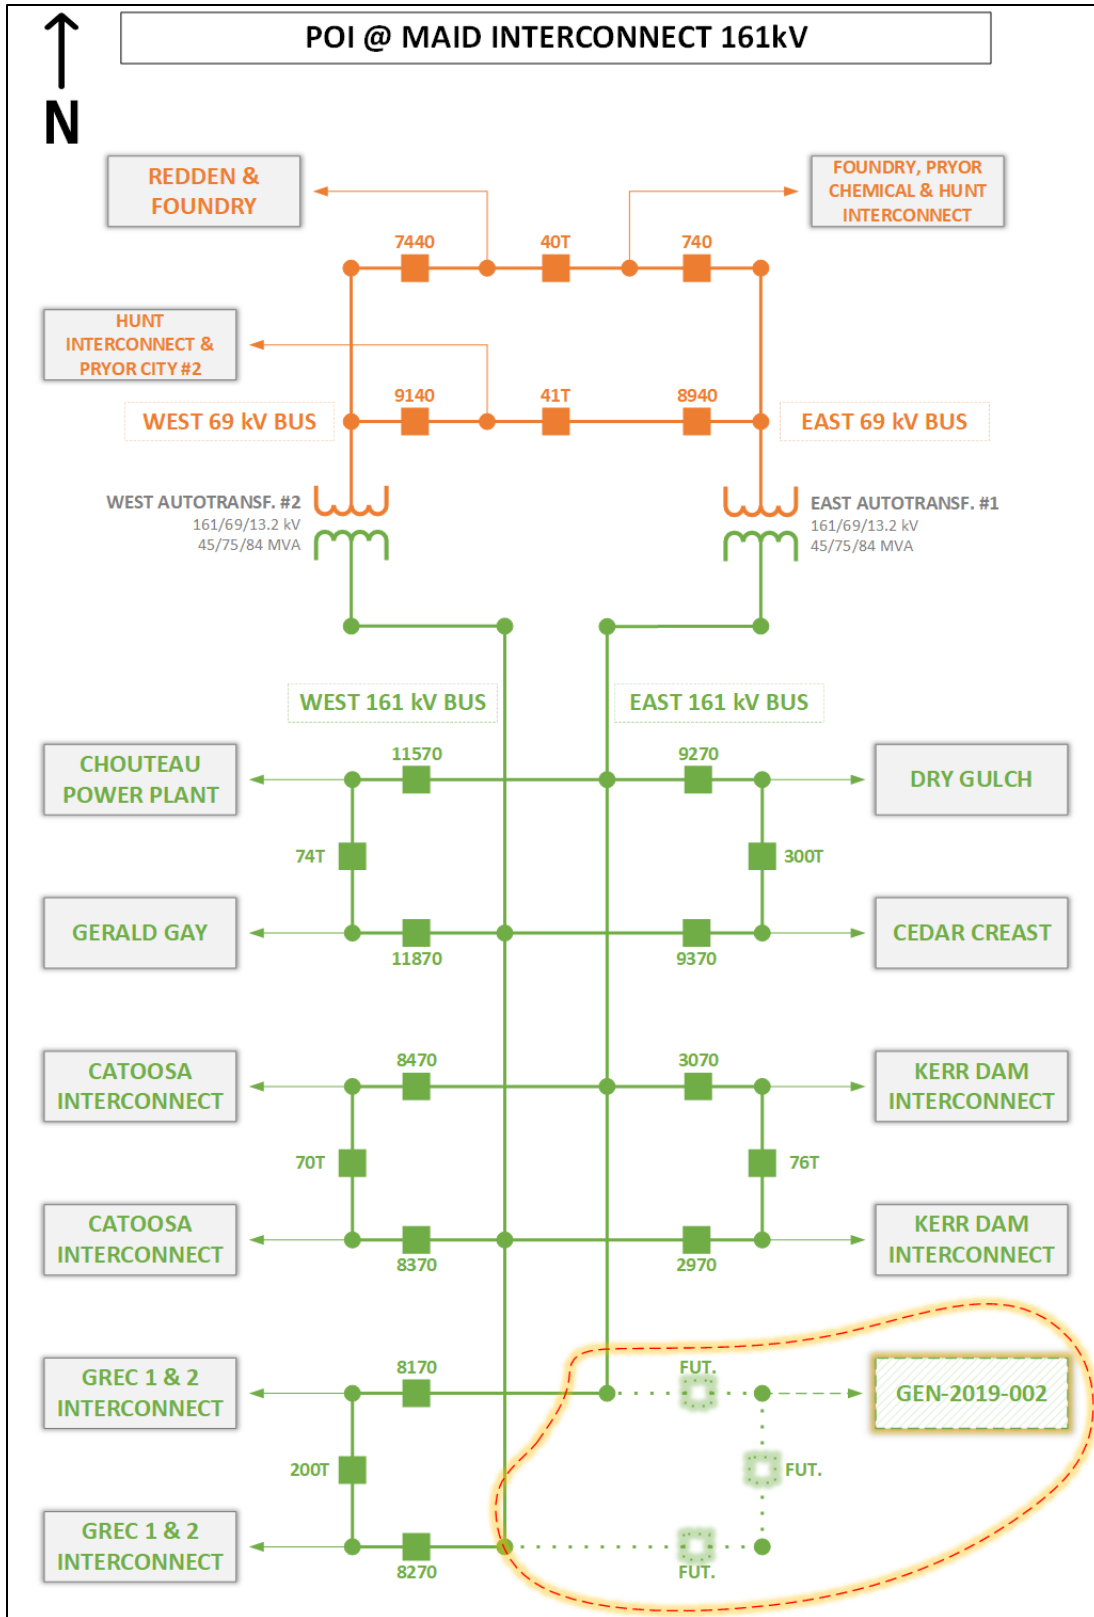 POI @ MAID INTERCONNECT 161kV
N
REDDEN &
FOUNDRY
FOUNDRY, PRYOR
CHEMICAL & HUNT
INTERCONNECT
7440
40T
740
HUNT
INTERCONNECT &
PRYOR CITY #2
9140
41T
8940
WEST 69 kV BUS
EAST 69 kV BUS
WEST AUTOTRANSF. #2
161/69/13.2 kV
45/75/84 MVA
EAST AUTOTRANSF. #1
161/69/13.2 kV
45/75/84 MVA
WEST 161 kV BUS
EAST 161 kV BUS
CHOUTEAU
POWER PLANT
11570
9270
DRY GULCH
74T
300T
GERALD GAY
11870
9370
CEDAR CREAST
CATOOSA
INTERCONNECT
8470
3070
KERR DAM
INTERCONNECT
70T
76T
CATOOSA
INTERCONNECT
8370
2970
KERR DAM
INTERCONNECT
GREC 1 & 2
INTERCONNECT
8170
FUT.
GEN-2019-002
200T
FUT.
GREC 1 & 2
INTERCONNECT
8270
FUT.